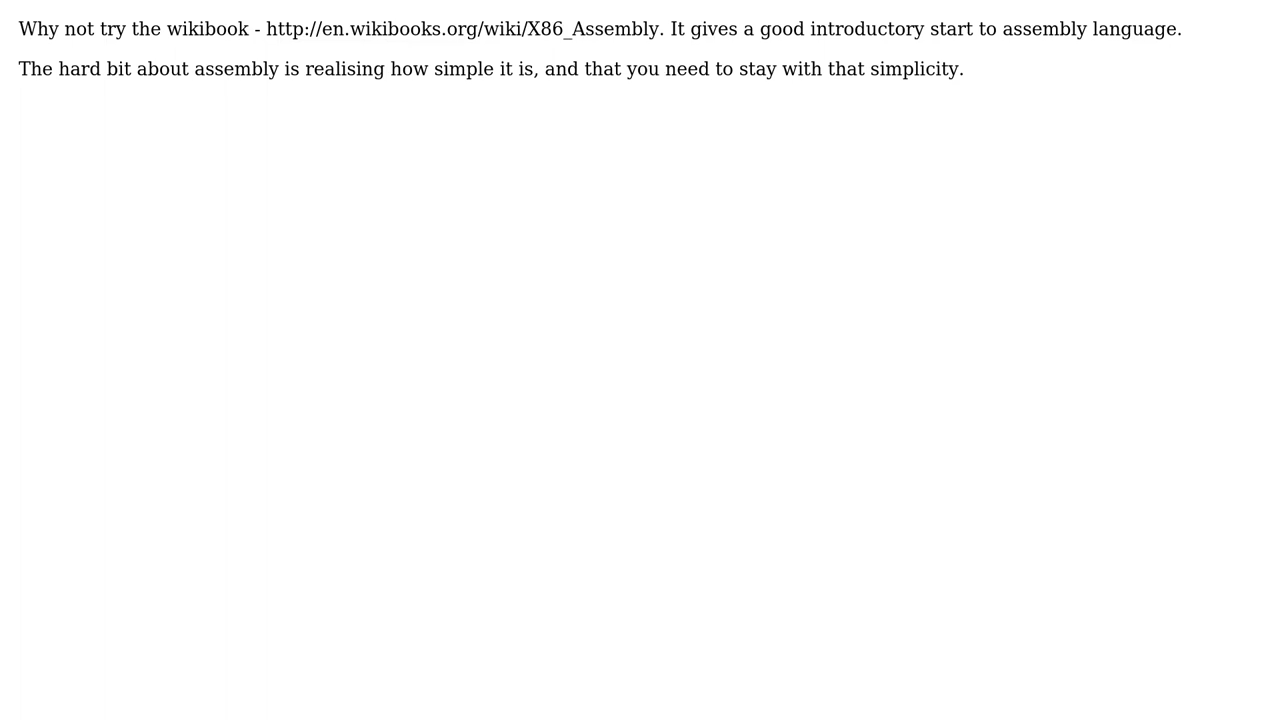 Why not try the wikibook - http://en.wikibooks.org/wiki/X86_Assembly. It gives a good introductory start to assembly language.
The hard bit about assembly is realising how simple it is, and that you need to stay with that simplicity.